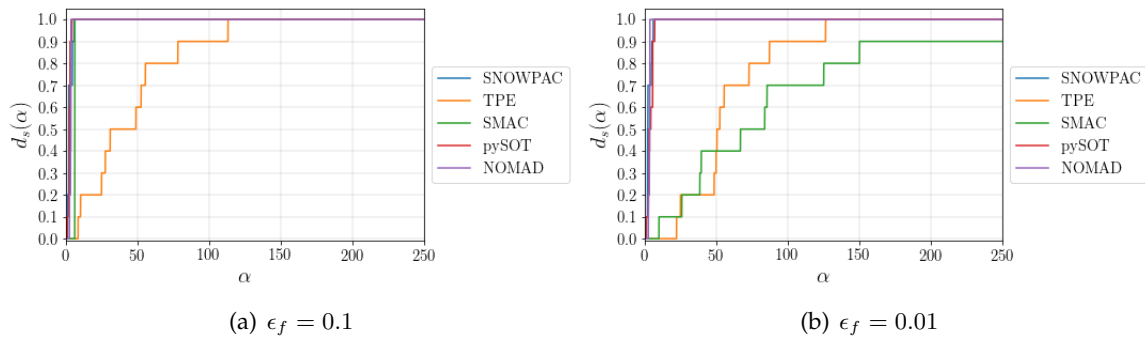 1.0
0.9
0.8
0.7
0.6
0.5
0.4
0.3
0.2
0.1
0.0
d_s(α)
0 50 100 150 200 250
α
SNOWPAC
TPE
SMAC
pySOT
NOMAD
(a) ϵ_f = 0.1
1.0
0.9
0.8
0.7
0.6
0.5
0.4
0.3
0.2
0.1
0.0
d_s(α)
0 50 100 150 200 250
α
SNOWPAC
TPE
SMAC
pySOT
NOMAD
(b) ϵ_f = 0.01